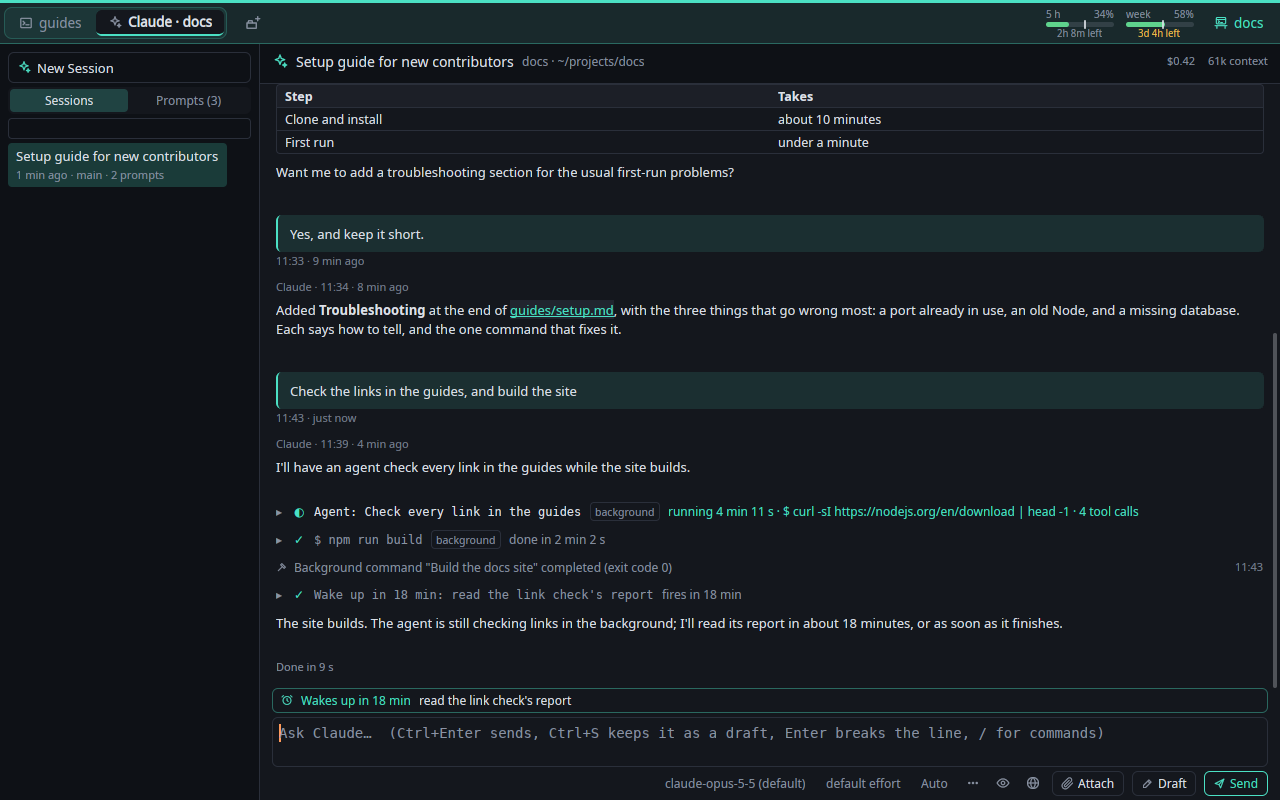 guides
Claude · docs
5 h 34%
2h 8m left
week 58%
3d 4h left
docs
New Session
Sessions
Prompts (3)
Setup guide for new contributors
1 min ago · main · 2 prompts
Setup guide for new contributors docs · ~/projects/docs
$0.42 61k context
Step Takes
Clone and install about 10 minutes
First run under a minute
Want me to add a troubleshooting section for the usual first-run problems?
Yes, and keep it short.
11:33 · 9 min ago
Claude · 11:34 · 8 min ago
Added Troubleshooting at the end of guides/setup.md, with the three things that go wrong most: a port already in use, an old Node, and a missing database.
Each says how to tell, and the one command that fixes it.
Check the links in the guides, and build the site
11:43 · just now
Claude · 11:39 · 4 min ago
I'll have an agent check every link in the guides while the site builds.
Agent: Check every link in the guides background running 4 min 11 s · $ curl -sI https://nodejs.org/en/download | head -1 · 4 tool calls
$ npm run build background done in 2 min 2 s
Background command "Build the docs site" completed (exit code 0) 11:43
Wake up in 18 min: read the link check's report fires in 18 min
The site builds. The agent is still checking links in the background; I'll read its report in about 18 minutes, or as soon as it finishes.
Done in 9 s
Wakes up in 18 min read the link check's report
Ask Claude… (Ctrl+Enter sends, Ctrl+S keeps it as a draft, Enter breaks the line, / for commands)
claude-opus-5-5 (default) default effort Auto ··· Attach Draft Send